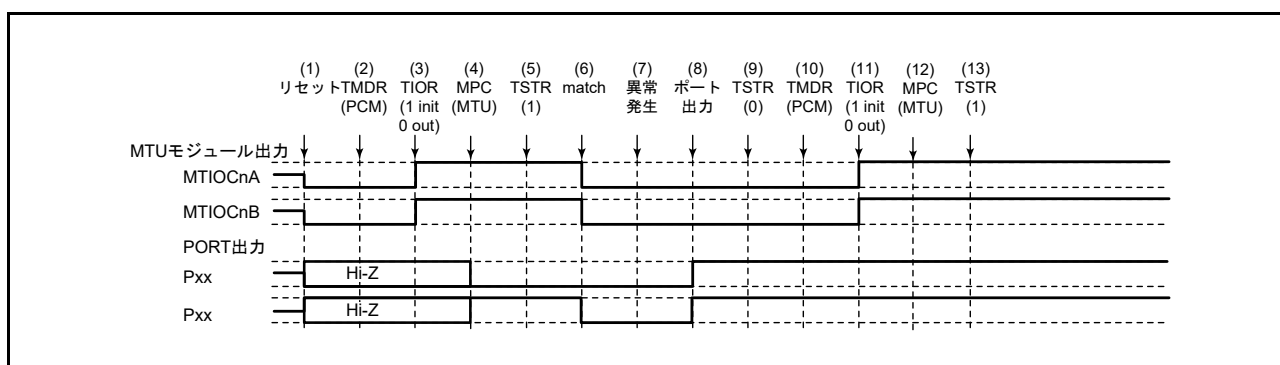 (1) (2) (3) (4) (5) (6) (7) (8) (9) (10) (11) (12) (13)
リセット TMDR TIOR MPC TSTR match 異常 ポート TSTR TMDR TIOR MPC TSTR
(PCM) (1 init (MTU) (1) 発生 出力 (0) (PCM) (1 init (MTU) (1)
0 out) 0 out)
MTUモジュール出力
MTIOCnA
MTIOCnB
PORT出力
Pxx Hi-Z
Pxx Hi-Z